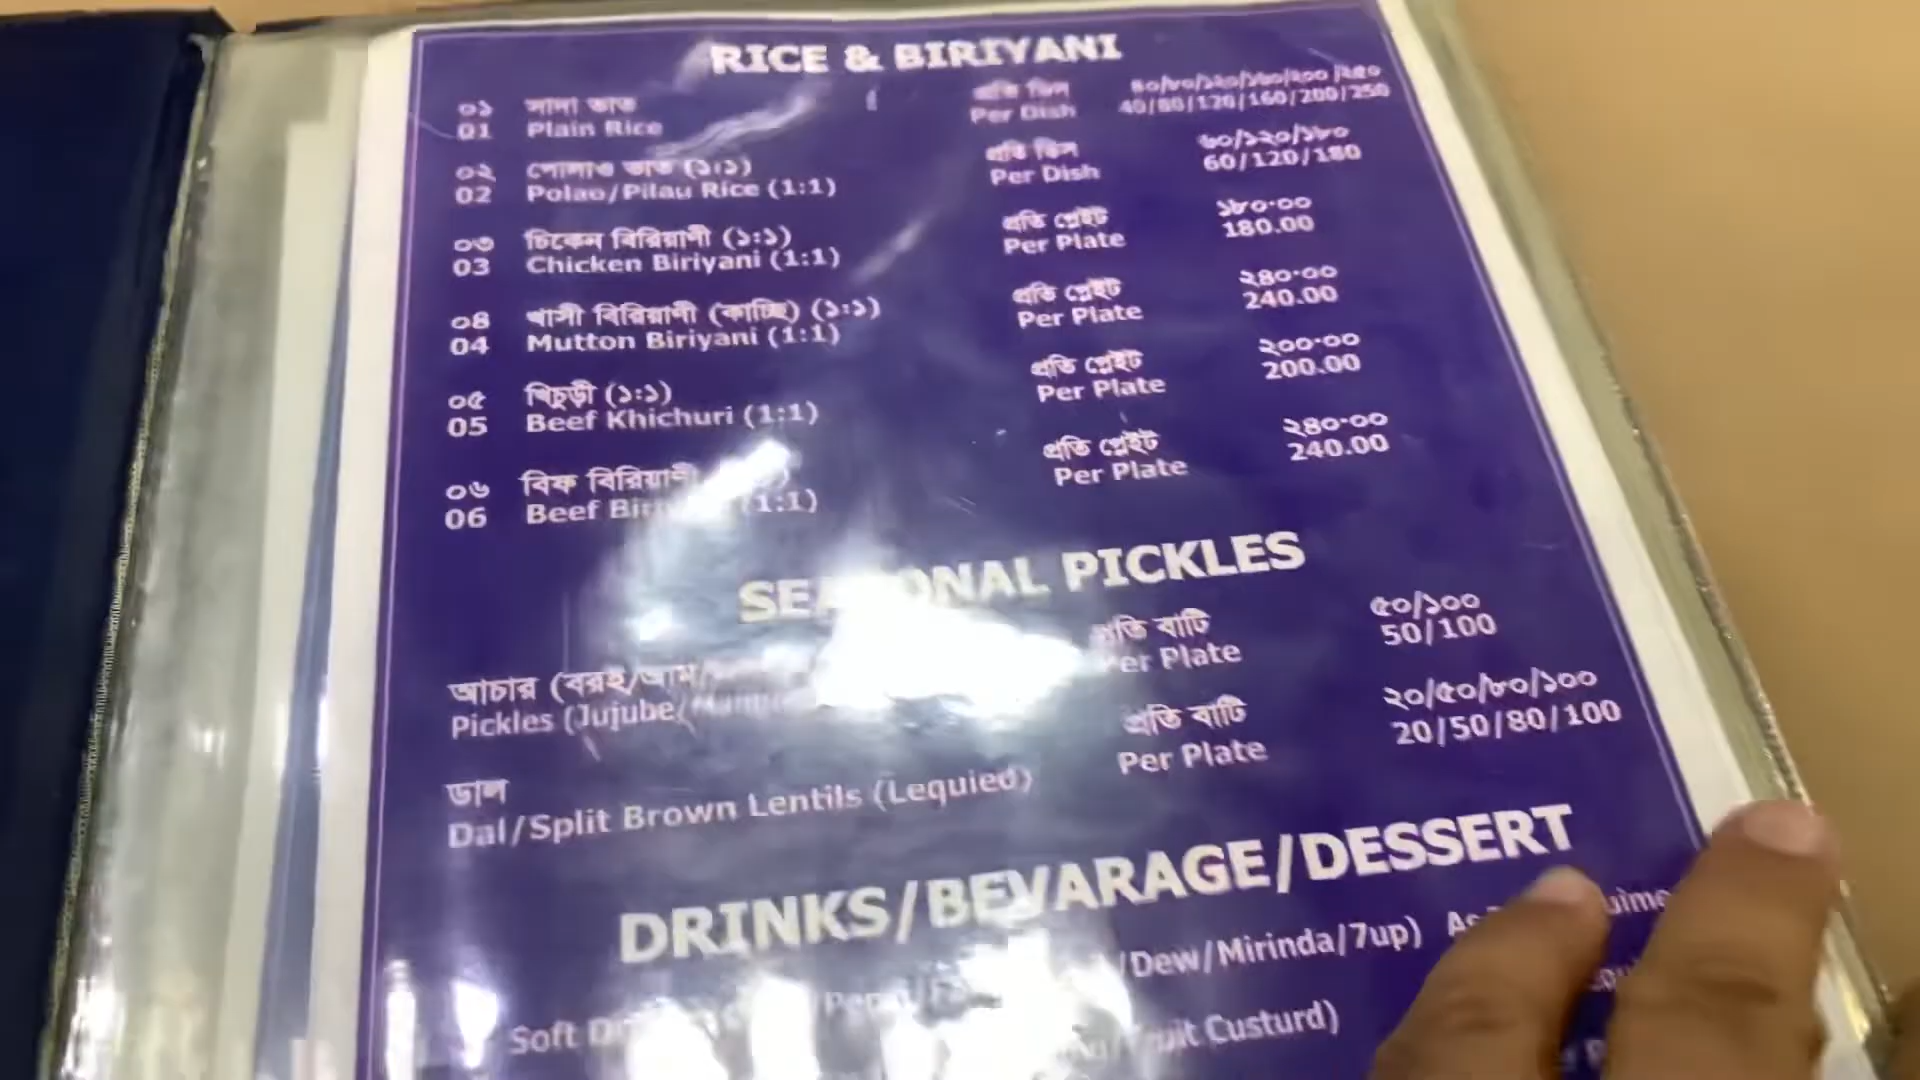 RICE & BIRIYANI
০১ সাদা ভাত প্রতি ডিস ৪০/৮০/১২০/১৬০/২০০/২৫০
01 Plain Rice Per Dish 40/80/120/160/200/250
০২ পোলাও ভাত (১:১) প্রতি ডিস ৬০/১২০/১৮০
02 Polao/Pilau Rice (1:1) Per Dish 60/120/180
০৩ চিকেন বিরিয়াণী (১:১) প্রতি প্লেইট ১৮০·০০
03 Chicken Biriyani (1:1) Per Plate 180.00
০৪ খাসী বিরিয়াণী (কাচ্ছি) (১:১) প্রতি প্লেইট ২৪০·০০
04 Mutton Biriyani (1:1) Per Plate 240.00
০৫ খিচুড়ী (১:১) প্রতি প্লেইট ২০০·০০
05 Beef Khichuri (1:1) Per Plate 200.00
০৬ বিফ বিরিয়াণী প্রতি প্লেইট ২৪০·০০
06 Beef (1:1) Per Plate 240.00
SEASONAL PICKLES
আচার (বরই/আম/ প্রতি বাটি ৫০/১০০
Pickles (Jujube/ Per Plate 50/100
ডাল প্রতি বাটি ২০/৫০/৮০/১০০
Dal/Split Brown Lentils (Lequied) Per Plate 20/50/80/100
DRINKS/BEVARAGE/DESSERT
Soft /Dew/Mirinda/7up)
Custurd)